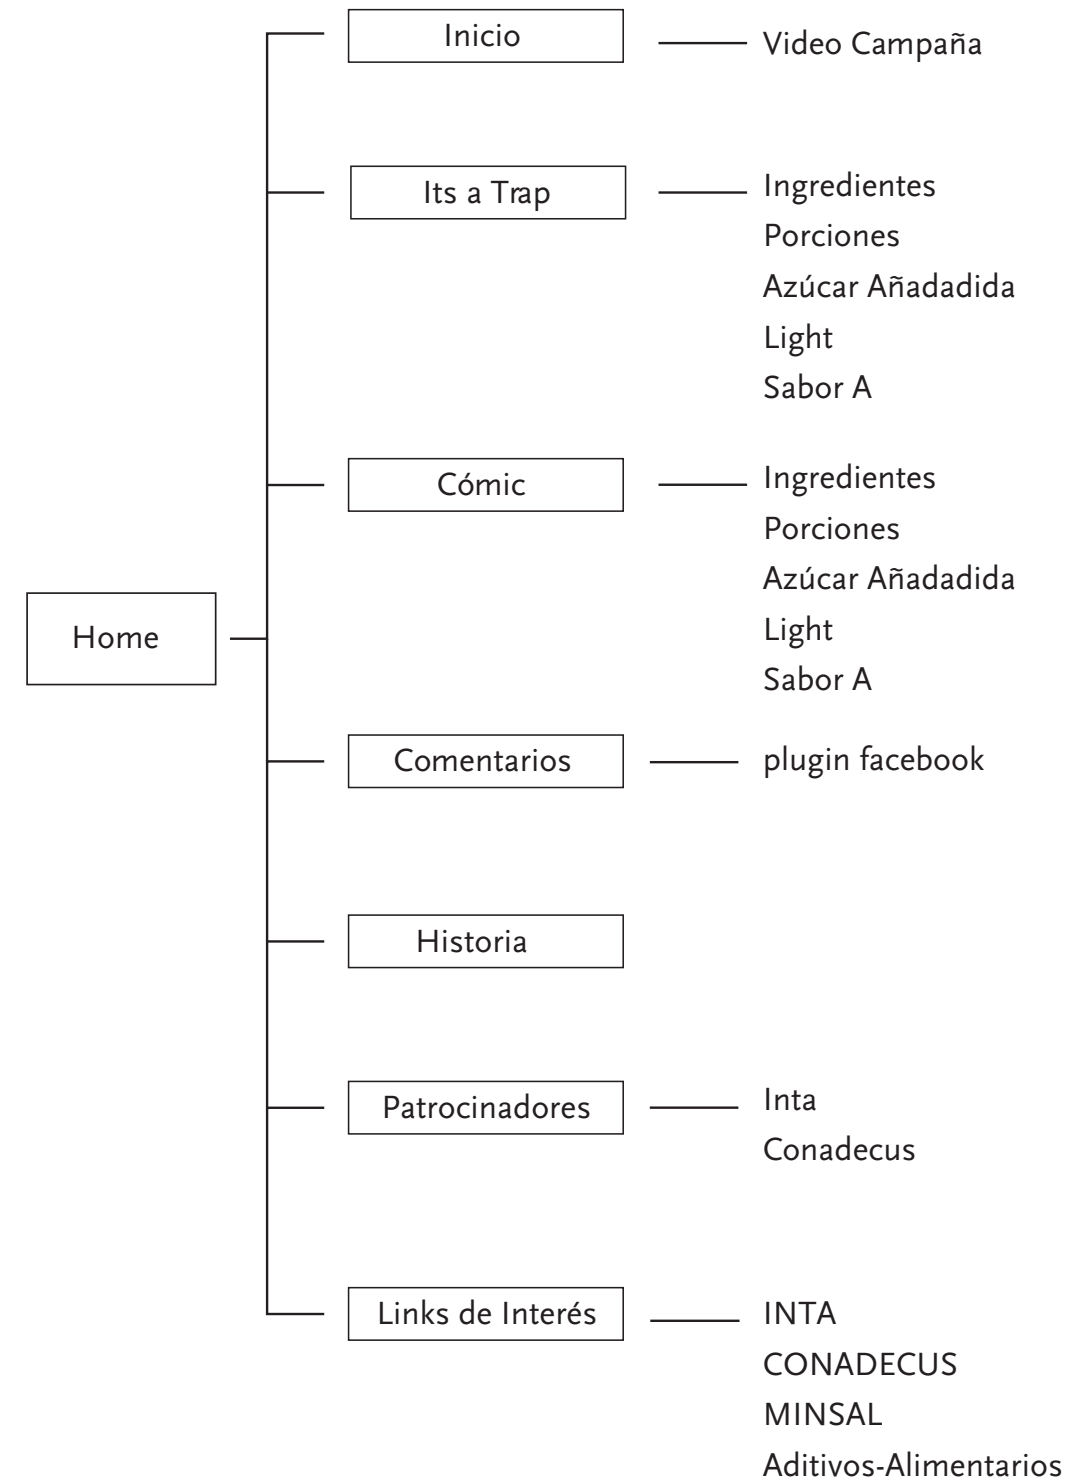 Inicio
Video Campaña
Its a Trap
Ingredientes
Porciones
Azúcar Añadadida
Light
Sabor A
Cómic
Ingredientes
Porciones
Azúcar Añadadida
Light
Sabor A
Home
Comentarios
plugin facebook
Historia
Patrocinadores
Inta
Conadecus
Links de Interés
INTA
CONADECUS
MINSAL
Aditivos-Alimentarios